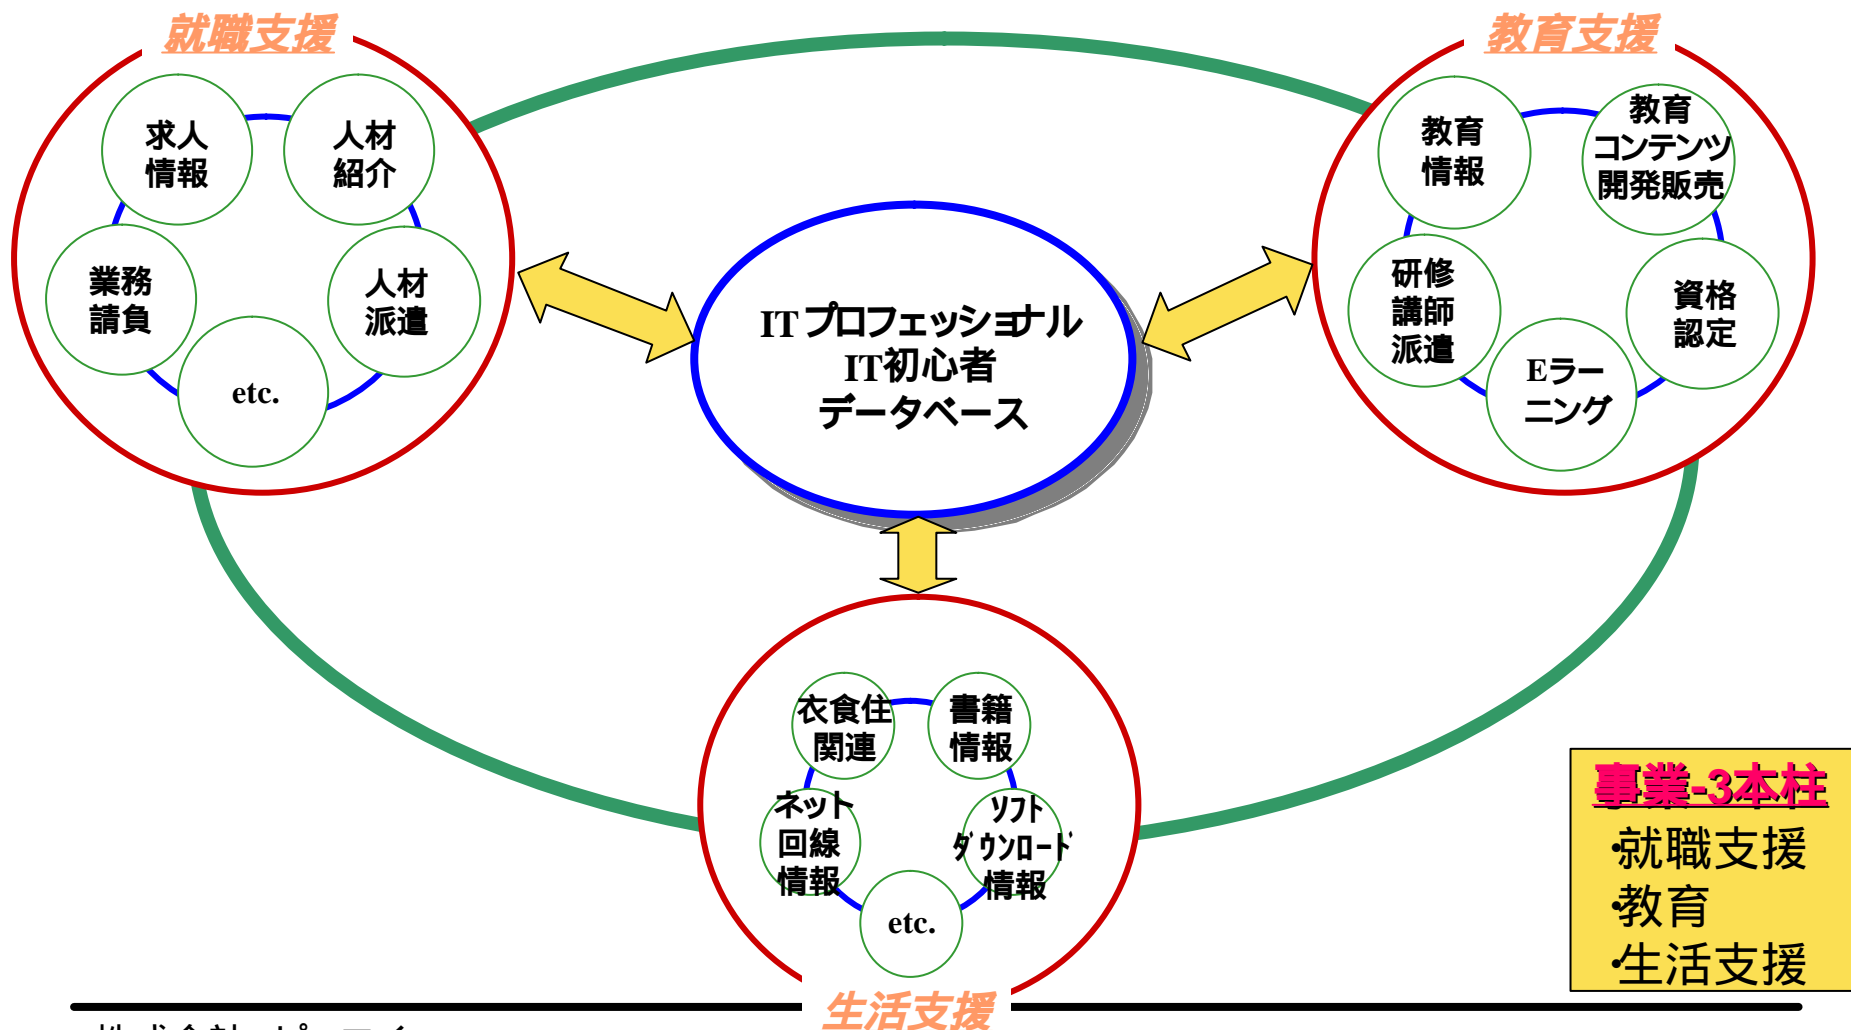 就職支援
教育支援
求人
情報
人材
紹介
業務
請負
人材
派遣
etc.
教育
情報
教育
コンテンツ
開発販売
研修
講師
派遣
資格
認定
Eラー
ニング
ITプロフェッショナル
IT初心者
データベース
衣食住
関連
書籍
情報
ネット
回線
情報
ソフト
ダウンロード
情報
etc.
生活支援
事業-3本柱
・就職支援
・教育
・生活支援